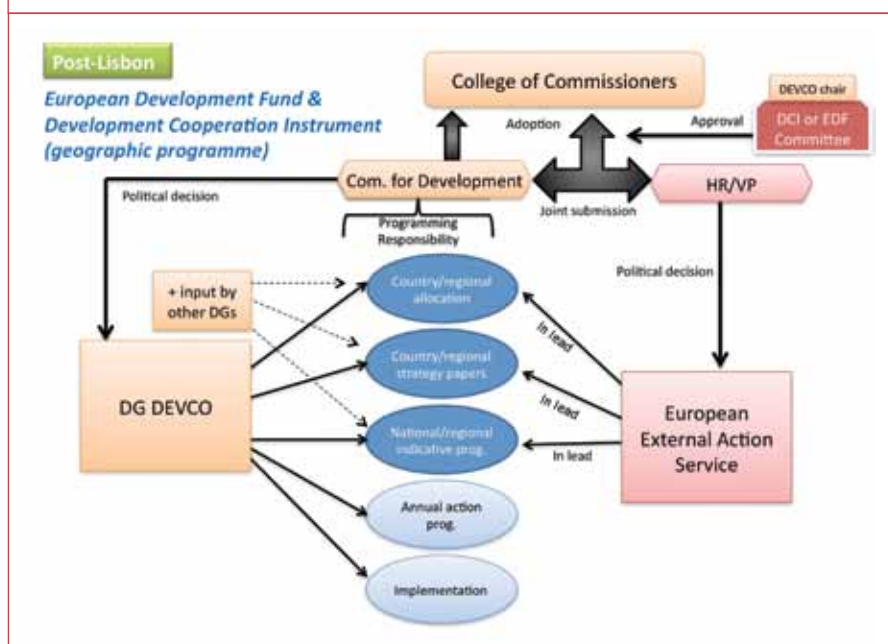 Post-Lisbon
European Development Fund &
Development Cooperation Instrument
(geographic programme)
College of Commissioners
DEVCO chair
DCI or EDF
Committee
Adoption
Approval
Com. for Development
HR/VP
Joint submission
Political decision
Programming
Responsibility
Political decision
+ input by
other DGs
Country/regional
allocation
In lead
Country/regional
strategy papers
In lead
DG DEVCO
National/regional
indicative prog.
In lead
European
External Action
Service
Annual action
prog.
Implementation